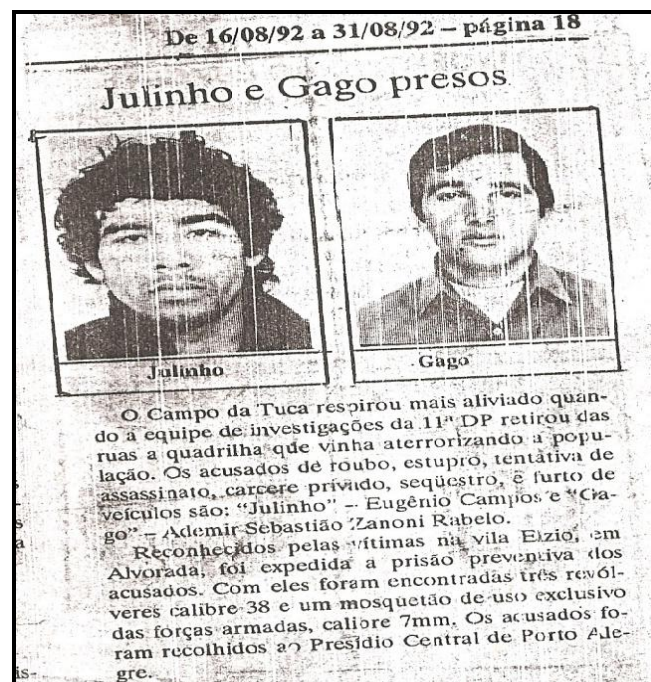 De 16/08/92 a 31/08/92 – página 18
Julinho e Gago presos
Julinho
Gago
O Campo da Tuca respirou mais aliviado quan-
do a equipe de investigações da 11ª DP retirou das
ruas a quadrilha que vinha aterrorizando a popu-
lação. Os acusados de roubo, estupro, tentativa de
assassinato, carcere privado, seqüestro, e furto de
veículos são: "Julinho" – Eugênio Campos e "Ga-
go" – Ademir Sebastião Zanoni Rabelo.
Reconhecidos pelas vítimas na vila Elzio, em
Alvorada, foi expedida a prisão preventiva dos
acusados. Com eles foram encontradas três revól-
veres calibre 38 e um mosquetão de uso exclusivo
das forças armadas, calibre 7mm. Os acusados fo-
ram recolhidos ao Presídio Central de Porto Ale-
gre.
is-